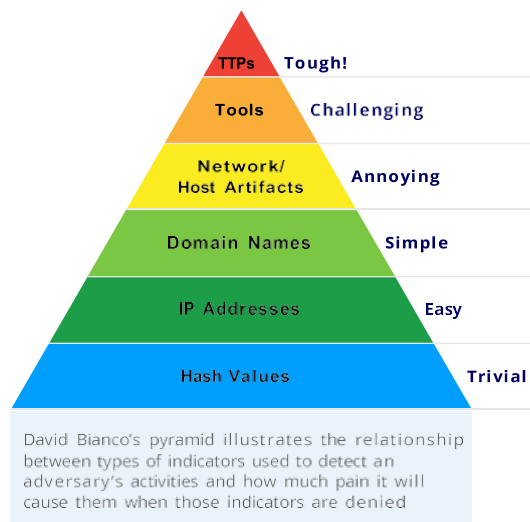 TTPs Tough!
Tools Challenging
Network/
Host Artifacts Annoying
Domain Names Simple
IP Addresses Easy
Hash Values Trivial
David Bianco’s pyramid illustrates the relationship
between types of indicators used to detect an
adversary’s activities and how much pain it will
cause them when those indicators are denied